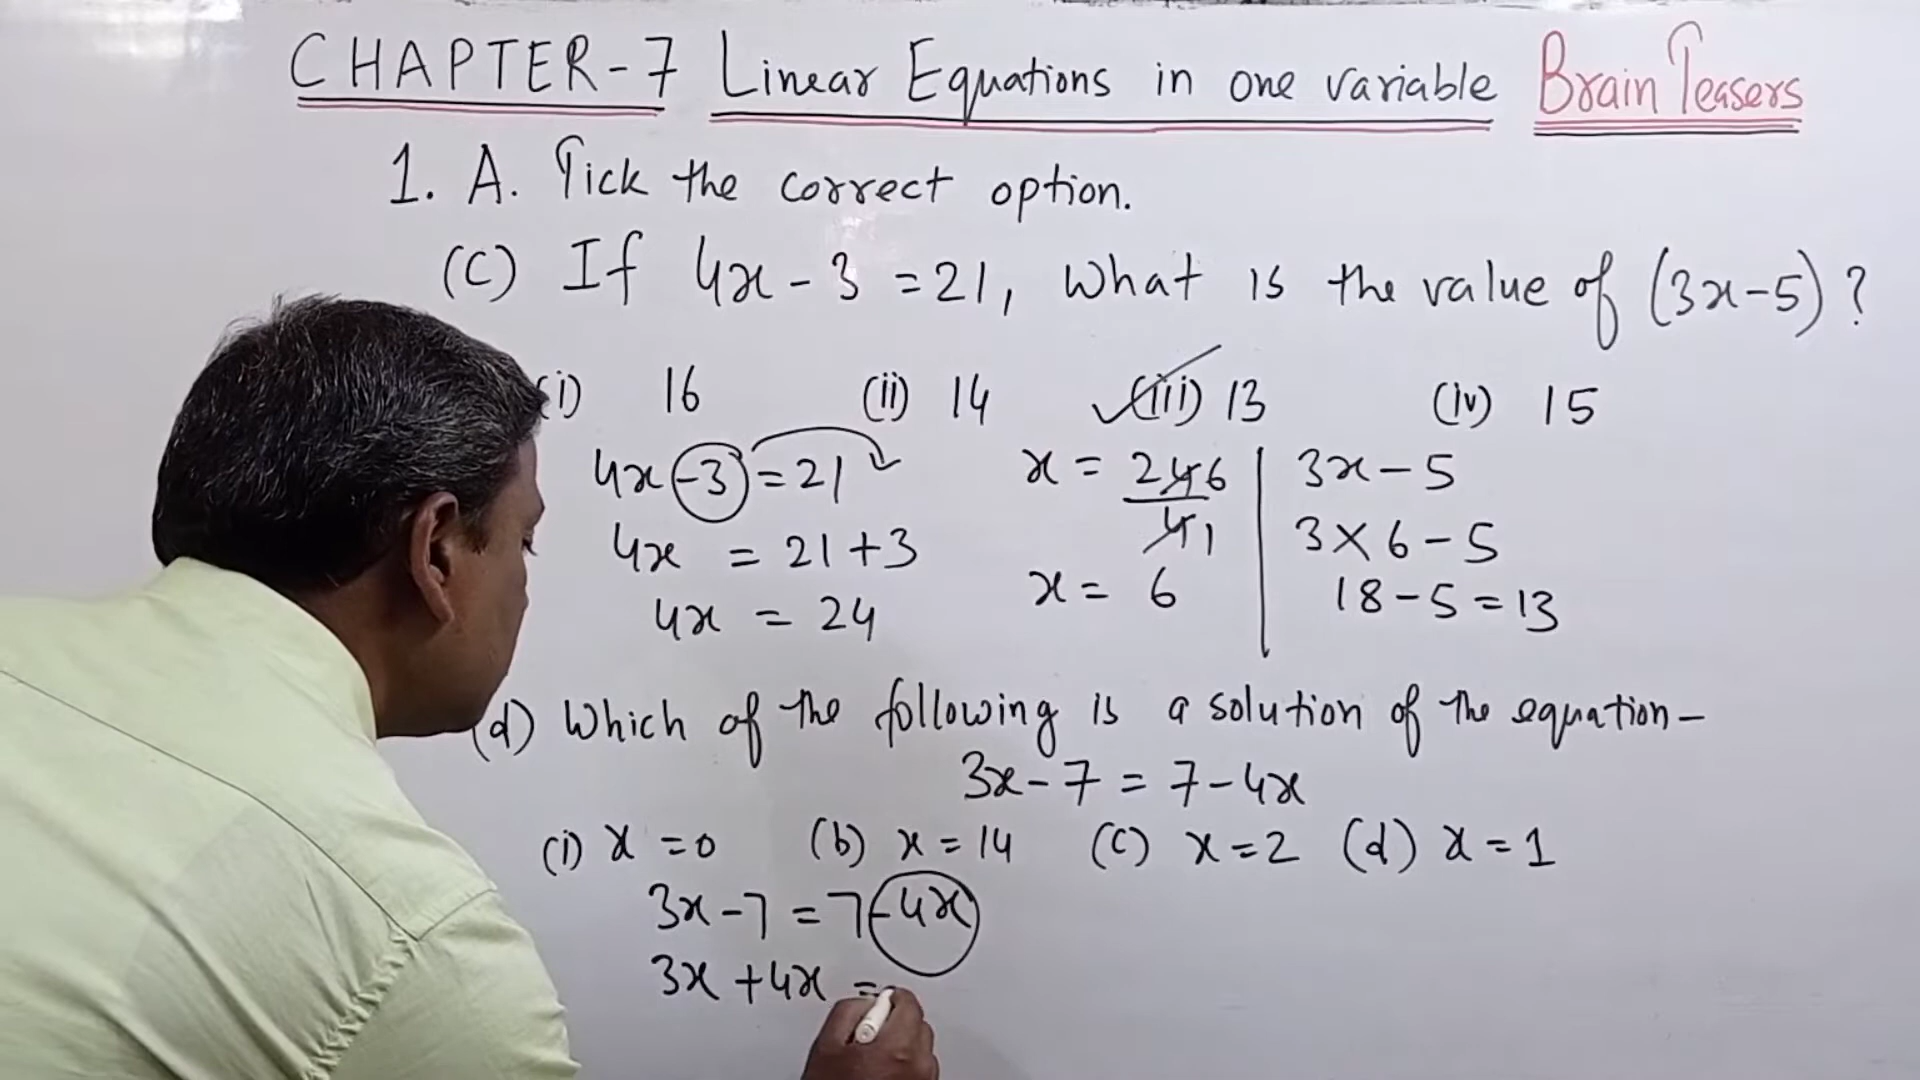 CHAPTER-7 Linear Equations in one variable Brain Teasers
1. A. Tick the correct option.
(C) If 4x - 3 = 21, What is the value of (3x-5)?
(i) 16 (ii) 14 ✓(iii) 13 (iv) 15
4x -3 = 21
4x = 21+3
4x = 24
x = 24 6
4 1
x = 6
3x - 5
3 × 6 - 5
18 - 5 = 13
(d) Which of the following is a solution of the equation -
3x - 7 = 7 - 4x
(i) x = 0 (b) x = 14 (C) x = 2 (d) x = 1
3x - 7 = 7 - 4x
3x + 4x =